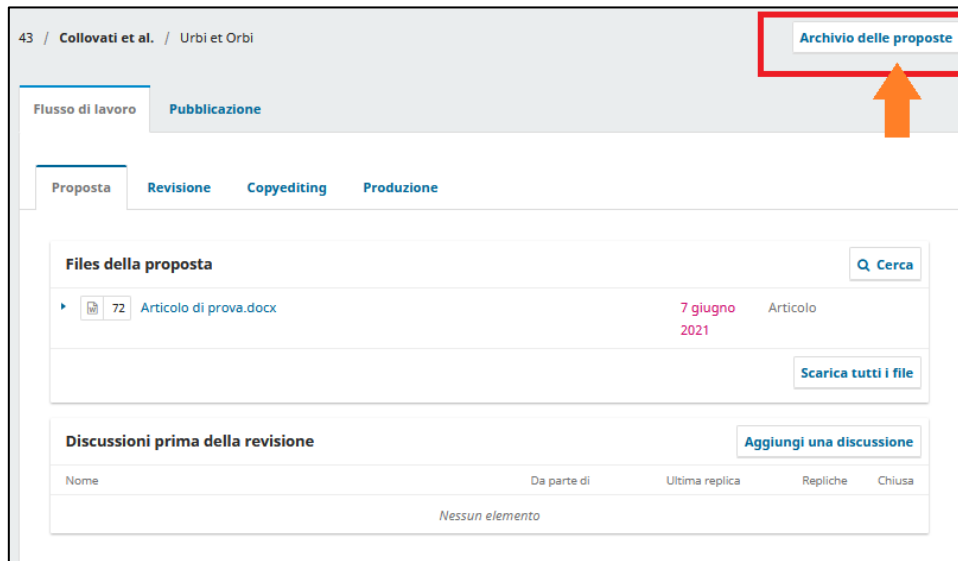 43 / Collovati et al. / Urbi et Orbi
Archivio delle proposte
Flusso di lavoro Pubblicazione
Proposta Revisione Copyediting Produzione
Files della proposta
Cerca
72 Articolo di prova.docx 7 giugno 2021 Articolo
Scarica tutti i file
Discussioni prima della revisione
Aggiungi una discussione
Nome Da parte di Ultima replica Repliche Chiusa
Nessun elemento